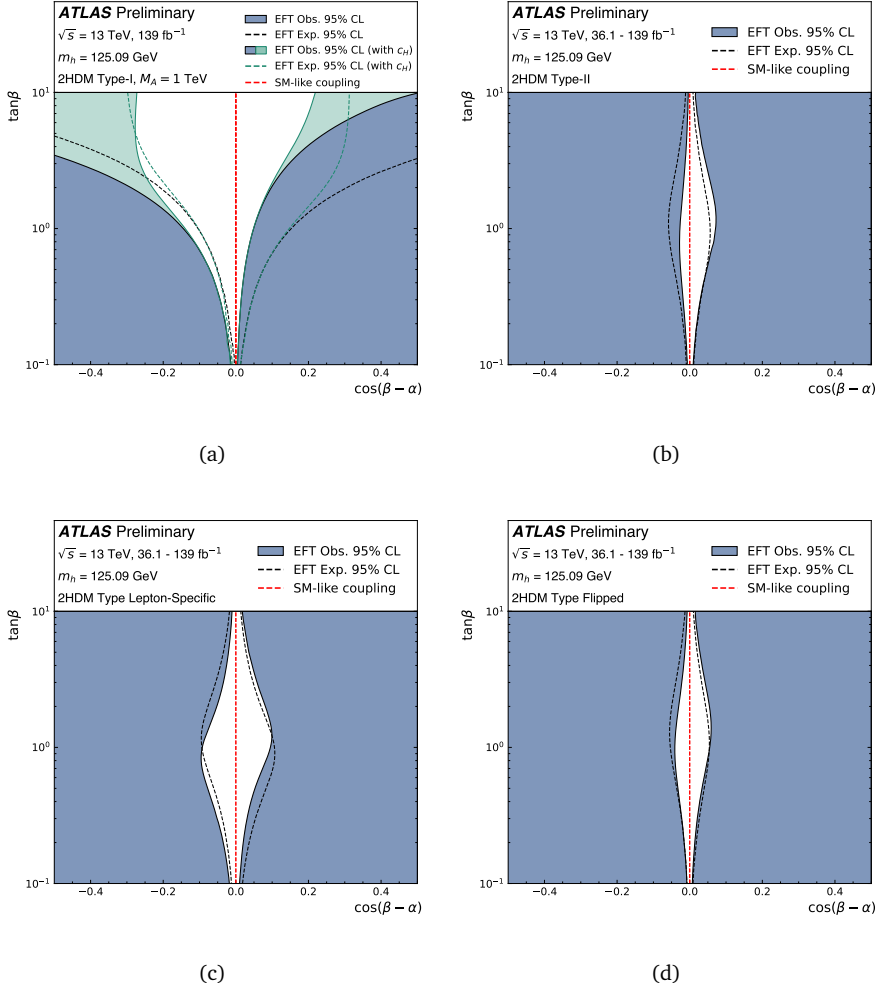 ATLAS Preliminary
√s = 13 TeV, 139 fb⁻¹
m_h = 125.09 GeV
2HDM Type-I, M_A = 1 TeV
EFT Obs. 95% CL
EFT Exp. 95% CL
EFT Obs. 95% CL (with c_H)
EFT Exp. 95% CL (with c_H)
SM-like coupling
tanβ
10¹
10⁰
10⁻¹
−0.4 −0.2 0.0 0.2 0.4
cos(β − α)
(a)
ATLAS Preliminary
√s = 13 TeV, 36.1 - 139 fb⁻¹
m_h = 125.09 GeV
2HDM Type-II
EFT Obs. 95% CL
EFT Exp. 95% CL
SM-like coupling
tanβ
10¹
10⁰
10⁻¹
−0.4 −0.2 0.0 0.2 0.4
cos(β − α)
(b)
ATLAS Preliminary
√s = 13 TeV, 36.1 - 139 fb⁻¹
m_h = 125.09 GeV
2HDM Type Lepton-Specific
EFT Obs. 95% CL
EFT Exp. 95% CL
SM-like coupling
tanβ
10¹
10⁰
10⁻¹
−0.4 −0.2 0.0 0.2 0.4
cos(β − α)
(c)
ATLAS Preliminary
√s = 13 TeV, 36.1 - 139 fb⁻¹
m_h = 125.09 GeV
2HDM Type Flipped
EFT Obs. 95% CL
EFT Exp. 95% CL
SM-like coupling
tanβ
10¹
10⁰
10⁻¹
−0.4 −0.2 0.0 0.2 0.4
cos(β − α)
(d)